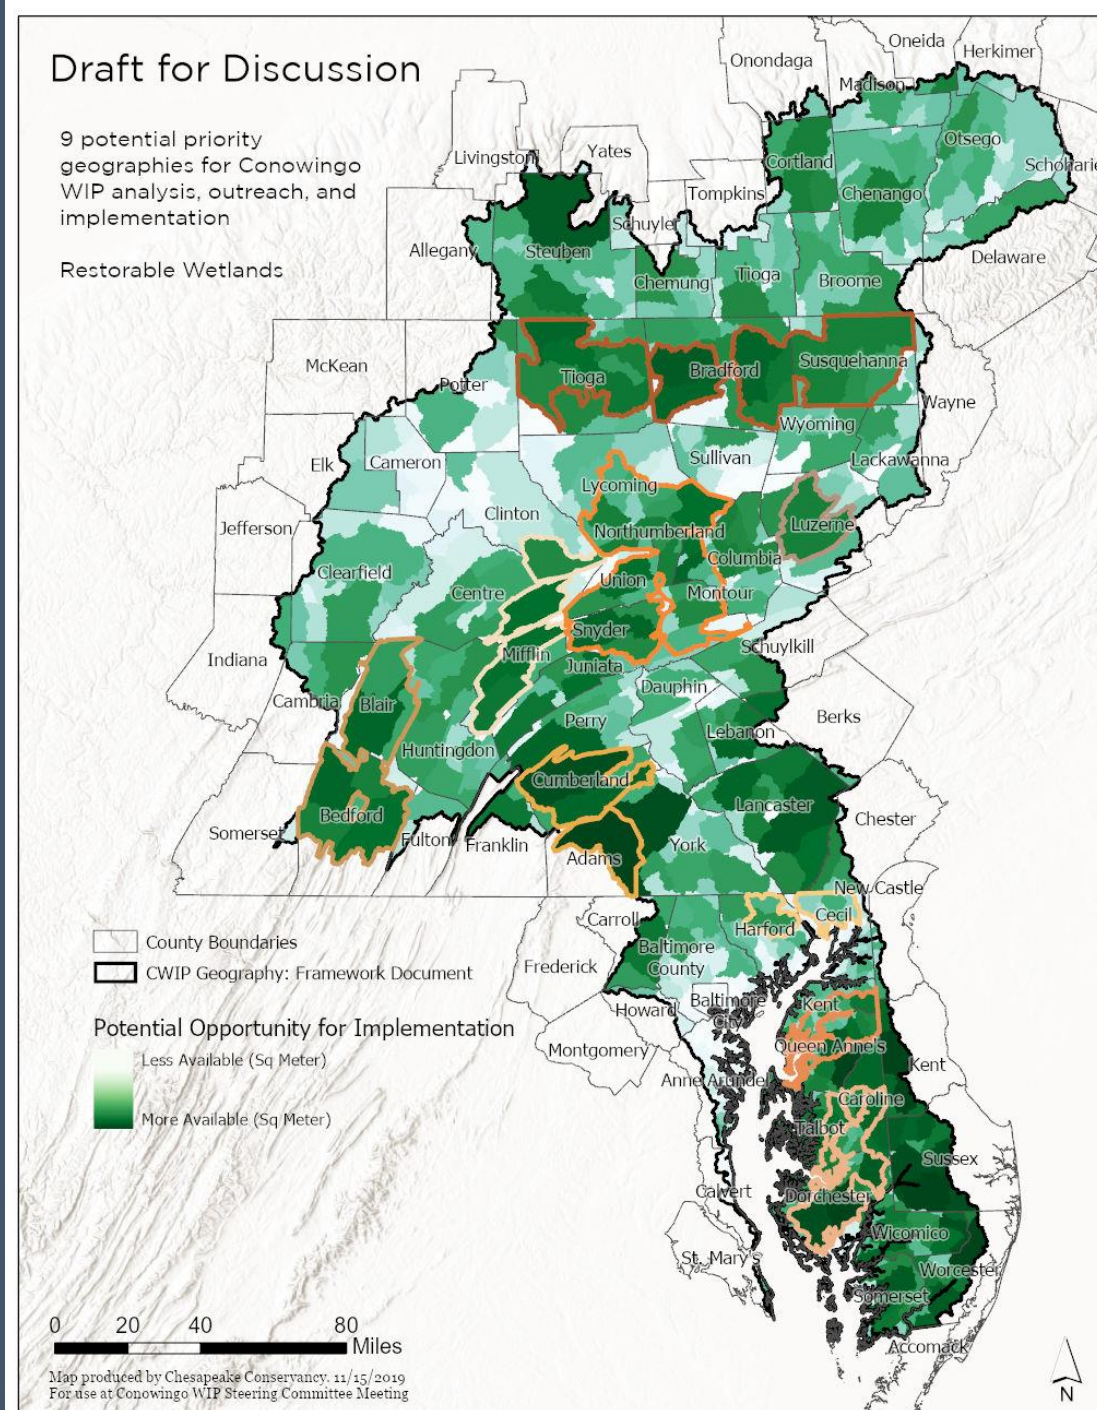 Draft for Discussion
9 potential priority
geographies for Conowingo
WIP analysis, outreach, and
implementation
Restorable Wetlands
Oneida
Herkimer
Onondaga
Madison
Otsego
Livingston
Yates
Cortland
Schoharie
Tompkins
Chenango
Schuyler
Allegany
Steuben
Delaware
Chemung
Tioga
Broome
McKean
Potter
Tioga
Bradford
Susquehanna
Wayne
Wyoming
Elk
Cameron
Sullivan
Lackawanna
Lycoming
Clinton
Jefferson
Northumberland
Luzerne
Columbia
Clearfield
Centre
Union
Montour
Snyder
Indiana
Mifflin
Juniata
Schuylkill
Dauphin
Cambria
Blair
Perry
Berks
Huntingdon
Lebanon
Cumberland
Bedford
Lancaster
Somerset
Fulton
Franklin
Adams
York
Chester
New Castle
Carroll
Harford
Cecil
County Boundaries
Baltimore
County
Frederick
CWIP Geography: Framework Document
Howard
Baltimore
City
Kent
Potential Opportunity for Implementation
Less Available (Sq Meter)
More Available (Sq Meter)
Montgomery
Queen Anne's
Kent
Anne Arundel
Caroline
Talbot
Sussex
Calvert
Dorchester
Wicomico
St. Mary's
Worcester
Somerset
Accomack
0 20 40 80
Miles
Map produced by Chesapeake Conservancy. 11/15/2019
For use at Conowingo WIP Steering Committee Meeting
N